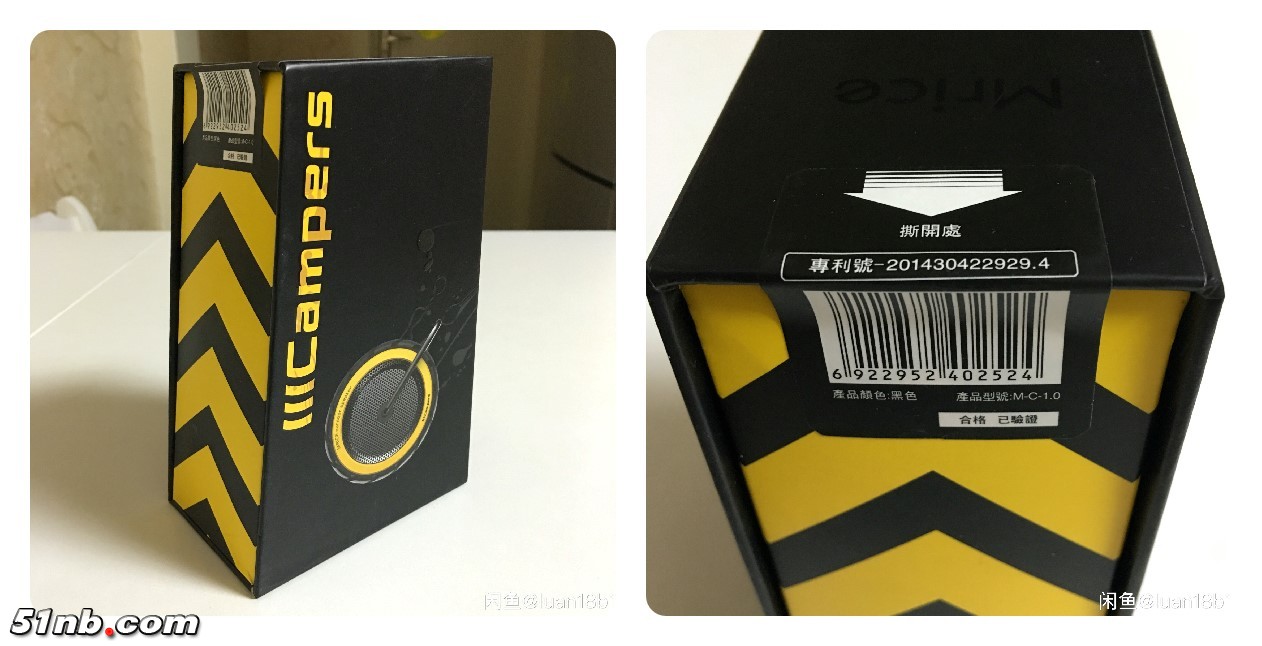 Campers
6922952402524
Mrice
撕開處
專利號-201430422929.4
6 922952 402524
產品顏色:黑色 產品型號:M-C-1.0
合格 已驗證
闲鱼@luan18b
闲鱼@luan18b
51nb.com